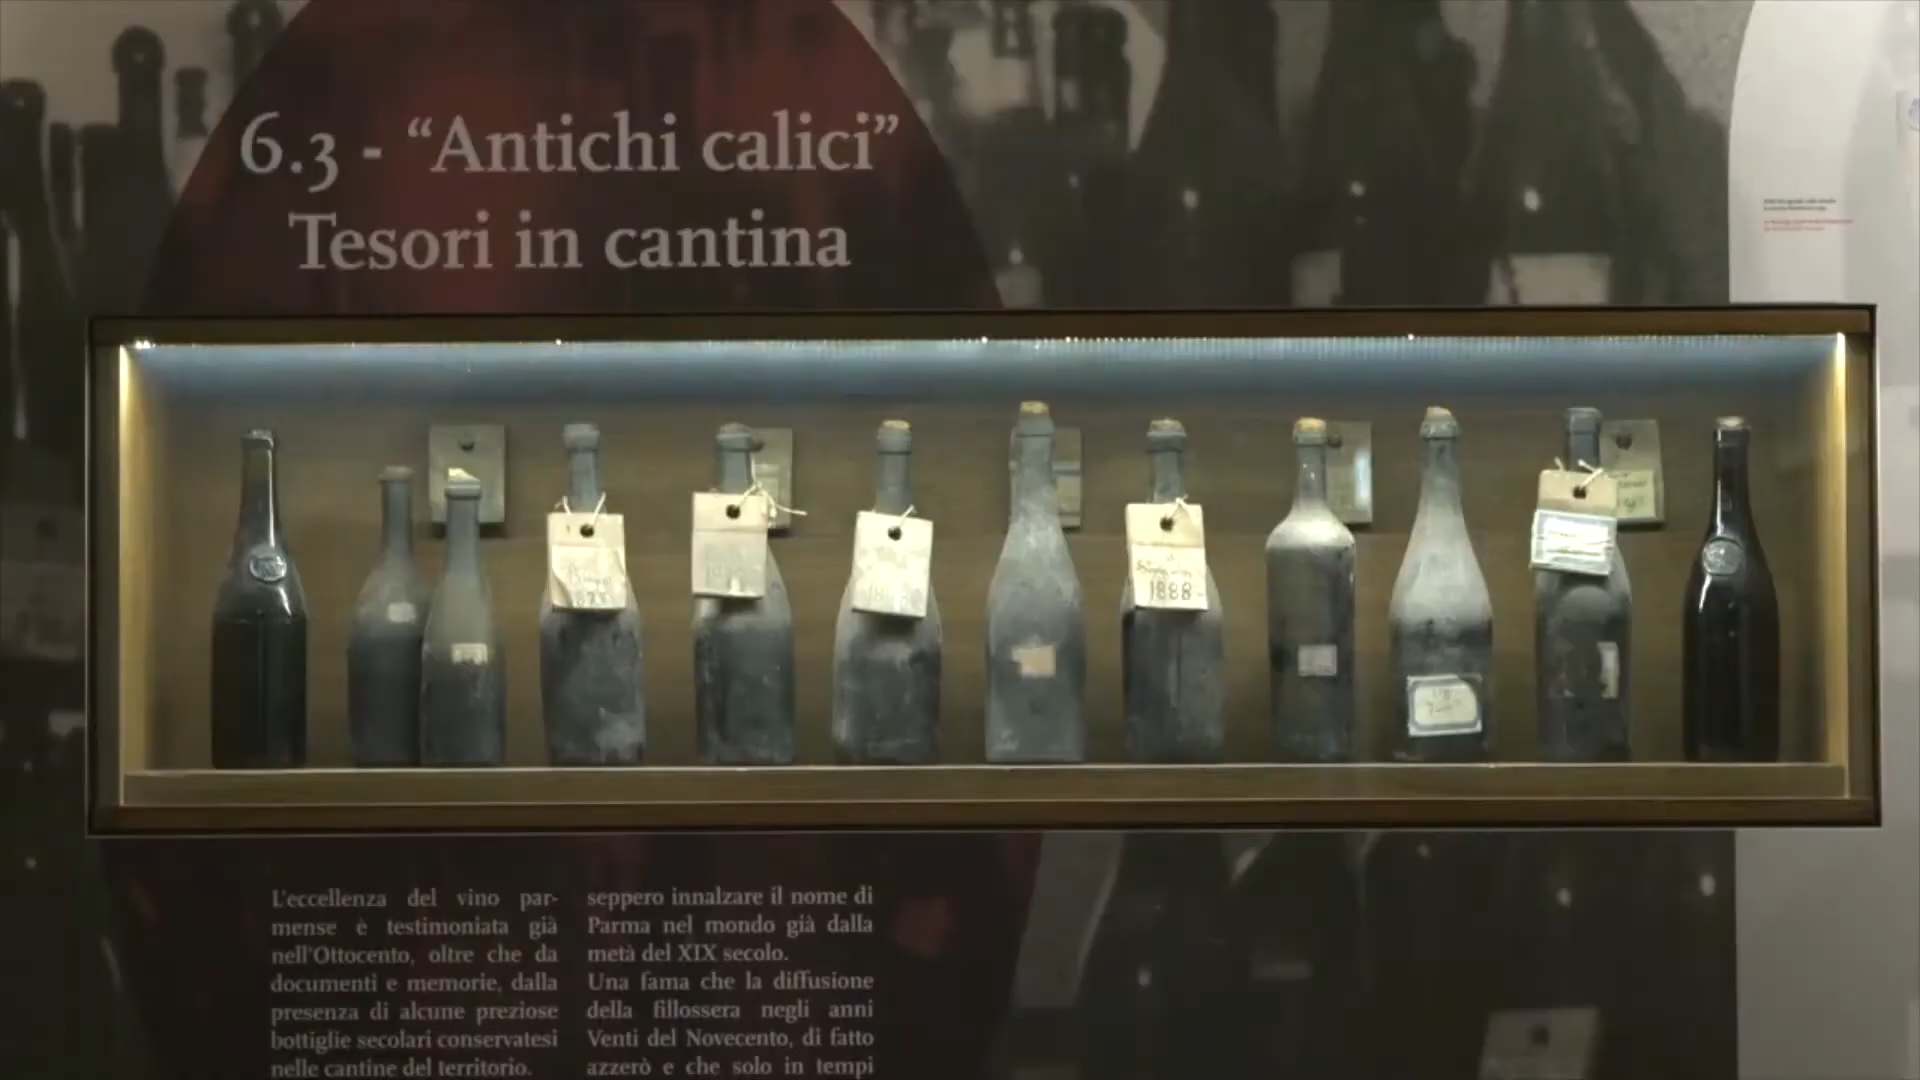 6.3 - “Antichi calici”
Tesori in cantina
1888
L'eccellenza del vino par-
mense è testimoniata già
nell'Ottocento, oltre che da
documenti e memorie, dalla
presenza di alcune preziose
bottiglie secolari conservatesi
nelle cantine del territorio.
seppero innalzare il nome di
Parma nel mondo già dalla
metà del XIX secolo.
Una fama che la diffusione
della fillossera negli anni
Venti del Novecento, di fatto
azzerò e che solo in tempi